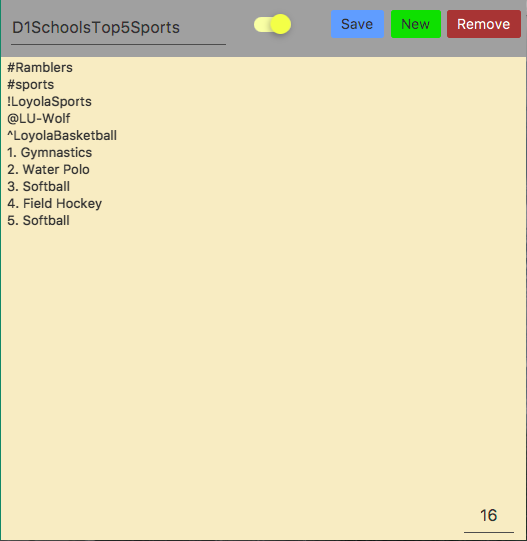 D1SchoolsTop5Sports
Save New Remove
#Ramblers
#sports
!LoyolaSports
@LU-Wolf
^LoyolaBasketball
1. Gymnastics
2. Water Polo
3. Softball
4. Field Hockey
5. Softball
16